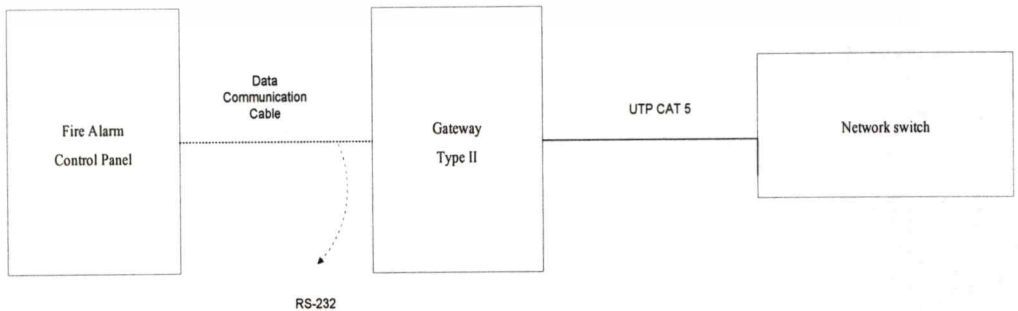 Fire Alarm
Control Panel
Data
Communication
Cable
RS-232
Gateway
Type II
UTP CAT 5
Network switch